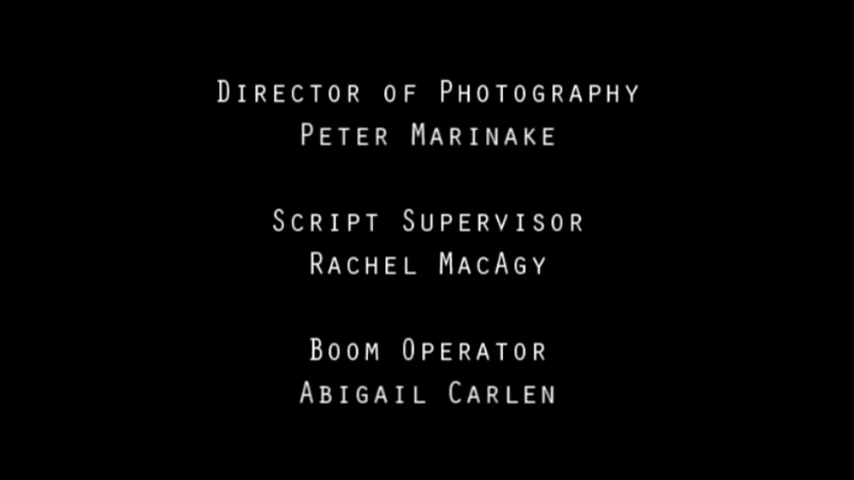 Director of Photography
Peter Marinake
Script Supervisor
Rachel MacAgy
Boom Operator
Abigail Carlen